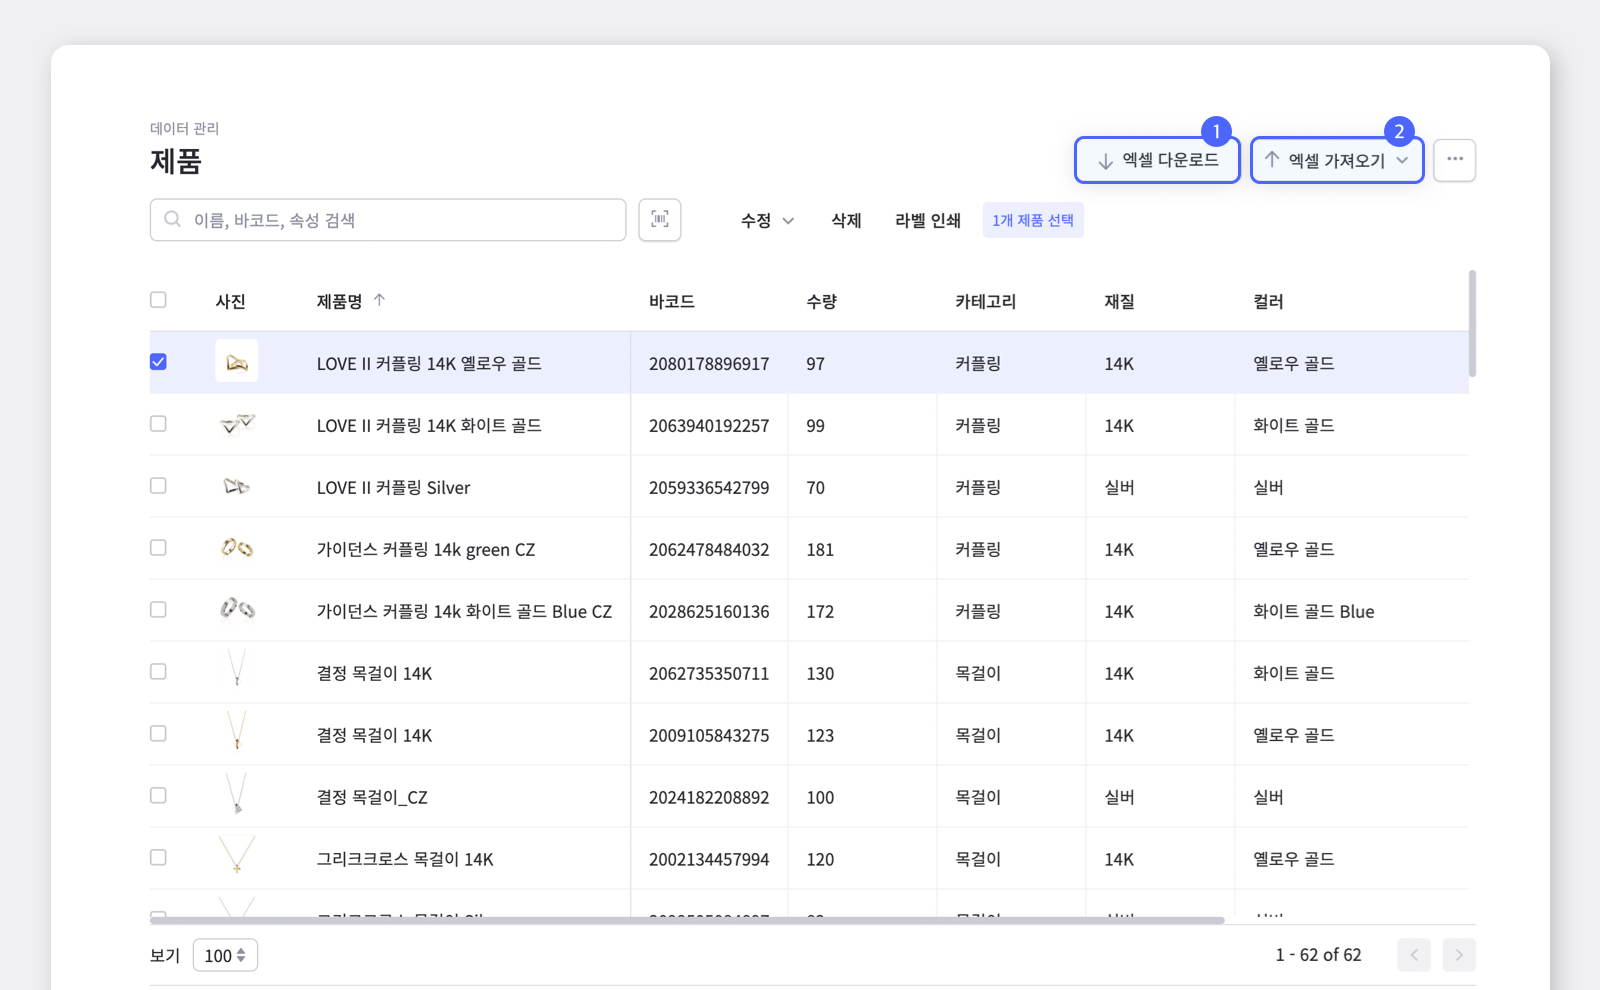 데이터 관리
제품
1
엑셀 다운로드
2
엑셀 가져오기
이름, 바코드, 속성 검색
수정 삭제 라벨 인쇄 1개 제품 선택
사진 제품명 바코드 수량 카테고리 재질 컬러
LOVE II 커플링 14K 옐로우 골드 2080178896917 97 커플링 14K 옐로우 골드
LOVE II 커플링 14K 화이트 골드 2063940192257 99 커플링 14K 화이트 골드
LOVE II 커플링 Silver 2059336542799 70 커플링 실버 실버
가이던스 커플링 14k green CZ 2062478484032 181 커플링 14K 옐로우 골드
가이던스 커플링 14k 화이트 골드 Blue CZ 2028625160136 172 커플링 14K 화이트 골드 Blue
결정 목걸이 14K 2062735350711 130 목걸이 14K 화이트 골드
결정 목걸이 14K 2009105843275 123 목걸이 14K 옐로우 골드
결정 목걸이_CZ 2024182208892 100 목걸이 실버 실버
그리크크로스 목걸이 14K 2002134457994 120 목걸이 14K 옐로우 골드
보기 100 1 - 62 of 62